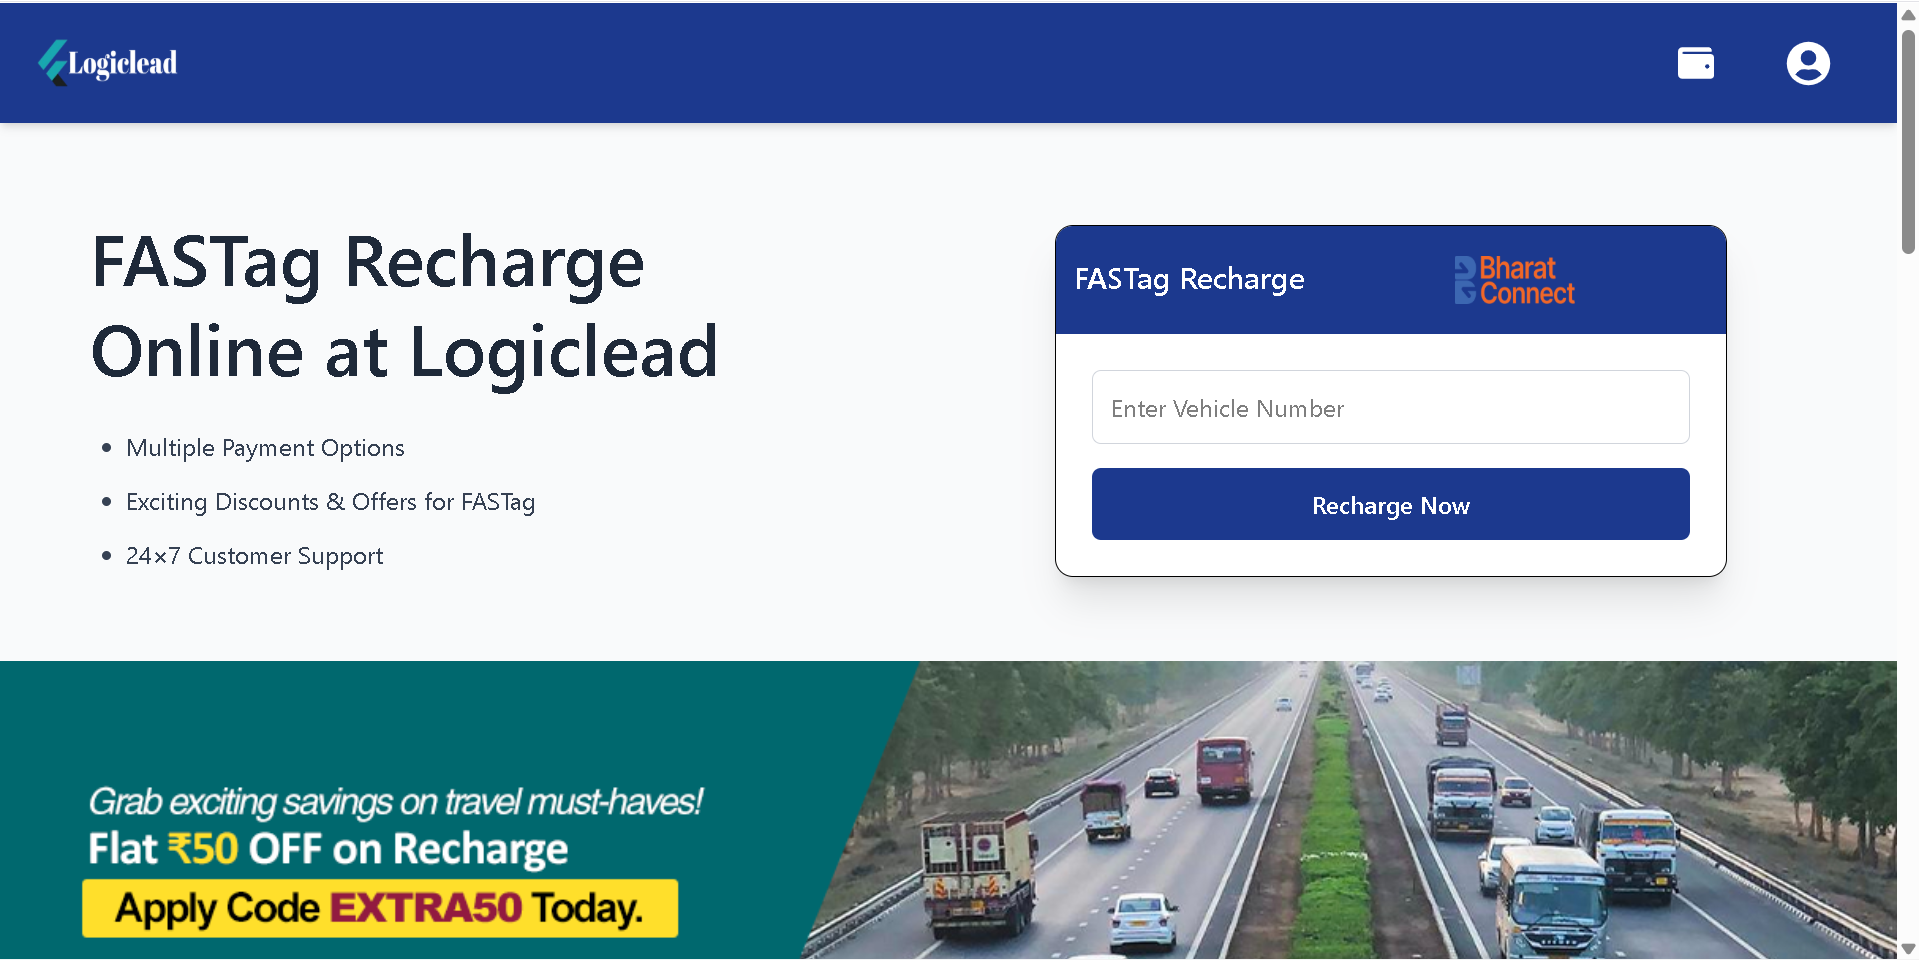 Logiclead
FASTag Recharge
Online at Logiclead
• Multiple Payment Options
• Exciting Discounts & Offers for FASTag
• 24×7 Customer Support
FASTag Recharge
Bharat
Connect
Enter Vehicle Number
Recharge Now
Grab exciting savings on travel must-haves!
Flat ₹50 OFF on Recharge
Apply Code EXTRA50 Today.